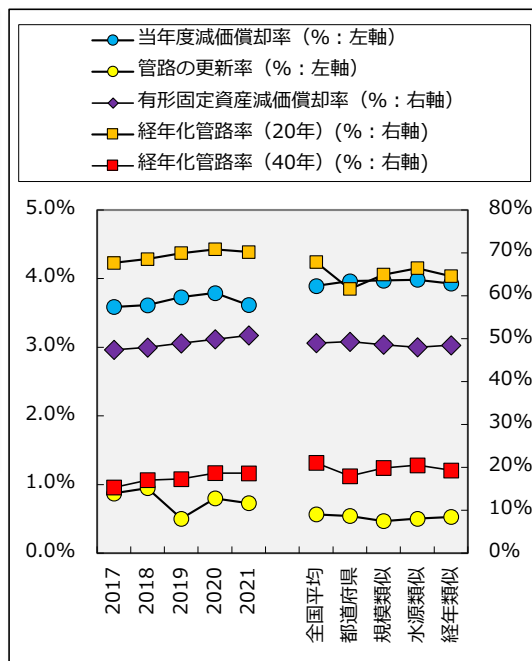 当年度減価償却率（%：左軸）
管路の更新率（%：左軸）
有形固定資産減価償却率（%：右軸）
経年化管路率（20年）(%：右軸)
経年化管路率（40年）(%：右軸)
5.0%
4.0%
3.0%
2.0%
1.0%
0.0%
80%
70%
60%
50%
40%
30%
20%
10%
0%
2017
2018
2019
2020
2021
全国平均
都道府県
規模類似
水源類似
経年類似